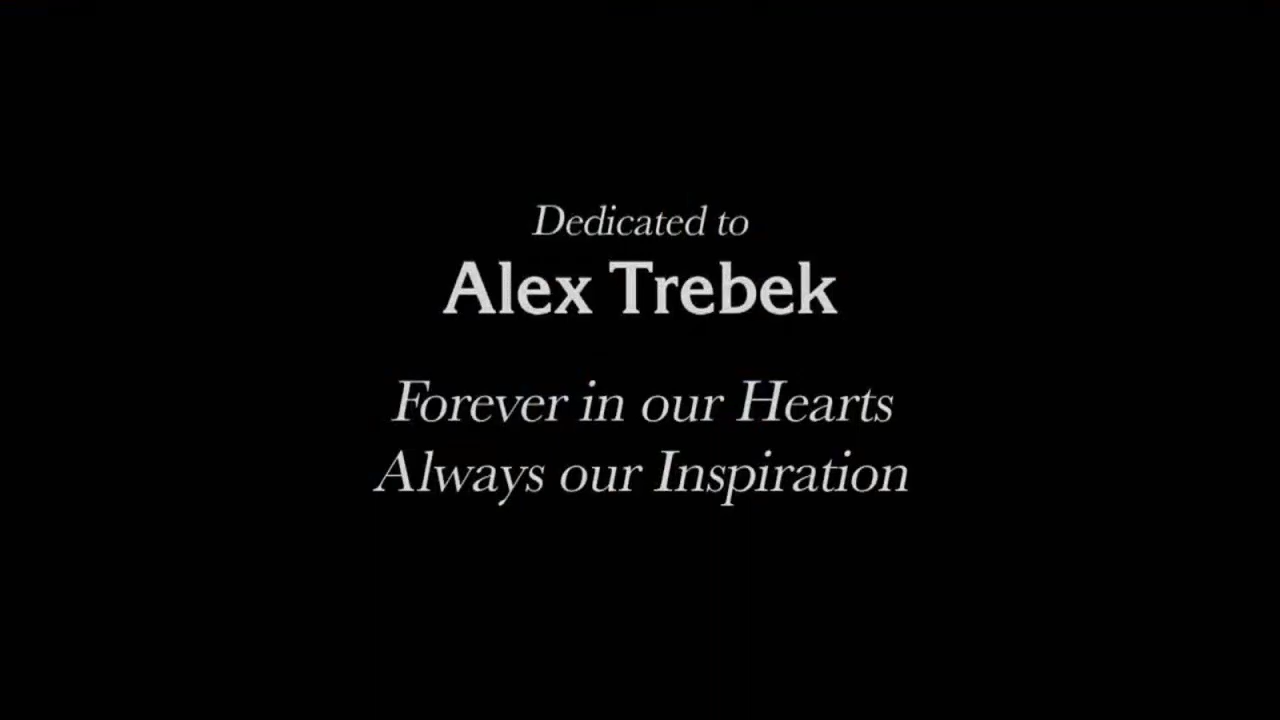 Dedicated to
Alex Trebek
Forever in our Hearts
Always our Inspiration